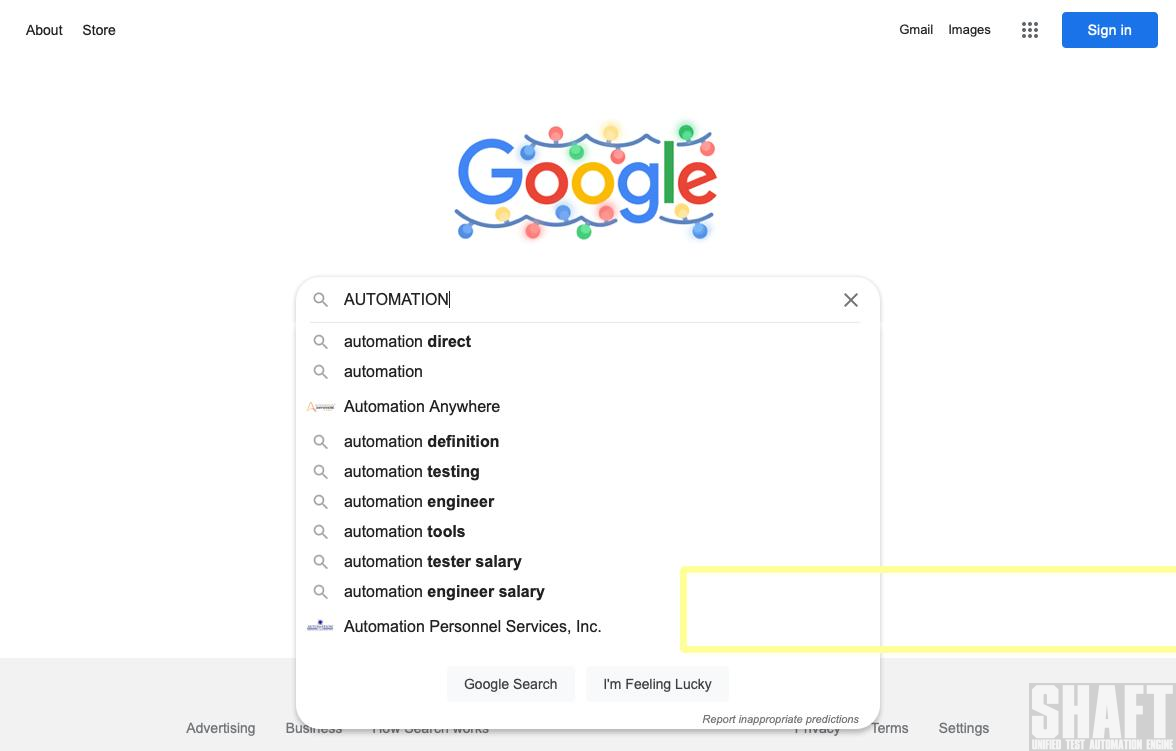 About Store Gmail Images Sign in
Google
AUTOMATION
automation direct
automation
Automation Anywhere
automation definition
automation testing
automation engineer
automation tools
automation tester salary
automation engineer salary
Automation Personnel Services, Inc.
Google Search I'm Feeling Lucky
Report inappropriate predictions
Advertising Business How Search works Privacy Terms Settings
SHAFT
UNIFIED TEST AUTOMATION ENGINE